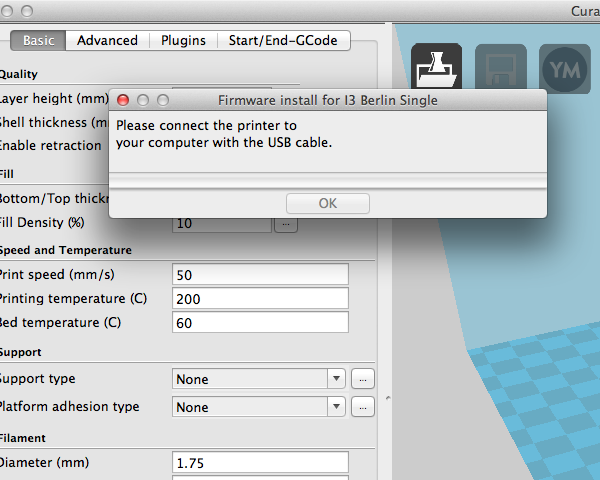 Cura
Basic Advanced Plugins Start/End-GCode
Quality
Layer height (mm)
Shell thickness (m
Enable retraction
YM
Firmware install for I3 Berlin Single
Please connect the printer to
your computer with the USB cable.
OK
Fill
Bottom/Top thick
Fill Density (%) 10 ...
Speed and Temperature
Print speed (mm/s) 50
Printing temperature (C) 200
Bed temperature (C) 60
Support
Support type None ...
Platform adhesion type None ...
Filament
Diameter (mm) 1.75